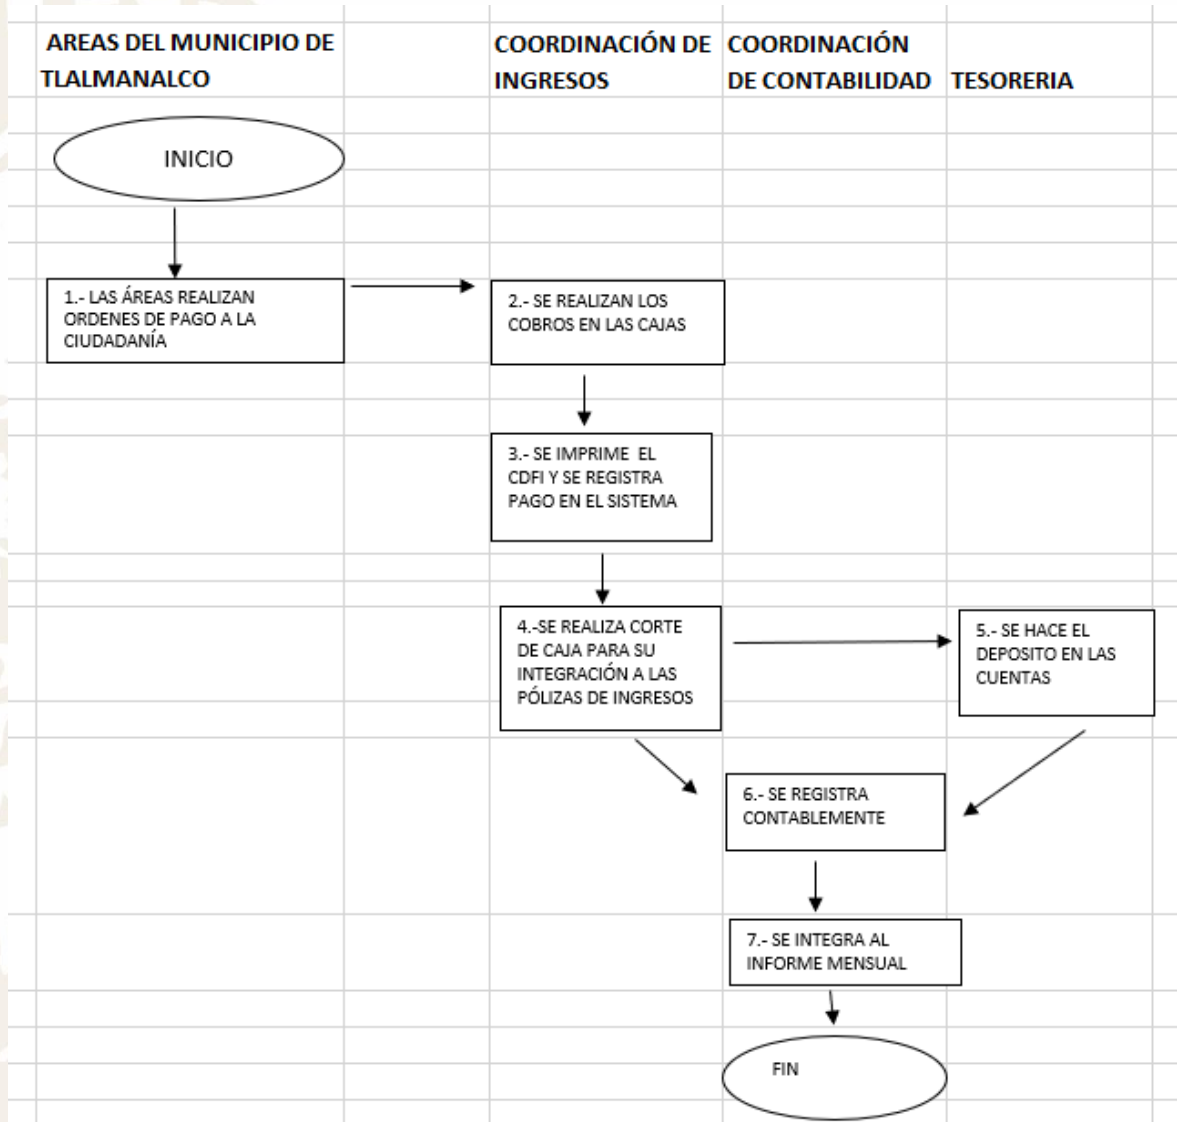 AREAS DEL MUNICIPIO DE
TLALMANALCO
COORDINACIÓN DE
INGRESOS
COORDINACIÓN
DE CONTABILIDAD
TESORERIA
INICIO
1.- LAS ÁREAS REALIZAN
ORDENES DE PAGO A LA
CIUDADANÍA
2.- SE REALIZAN LOS
COBROS EN LAS CAJAS
3.- SE IMPRIME EL
CDFI Y SE REGISTRA
PAGO EN EL SISTEMA
4.-SE REALIZA CORTE
DE CAJA PARA SU
INTEGRACIÓN A LAS
PÓLIZAS DE INGRESOS
5.- SE HACE EL
DEPOSITO EN LAS
CUENTAS
6.- SE REGISTRA
CONTABLEMENTE
7.- SE INTEGRA AL
INFORME MENSUAL
FIN